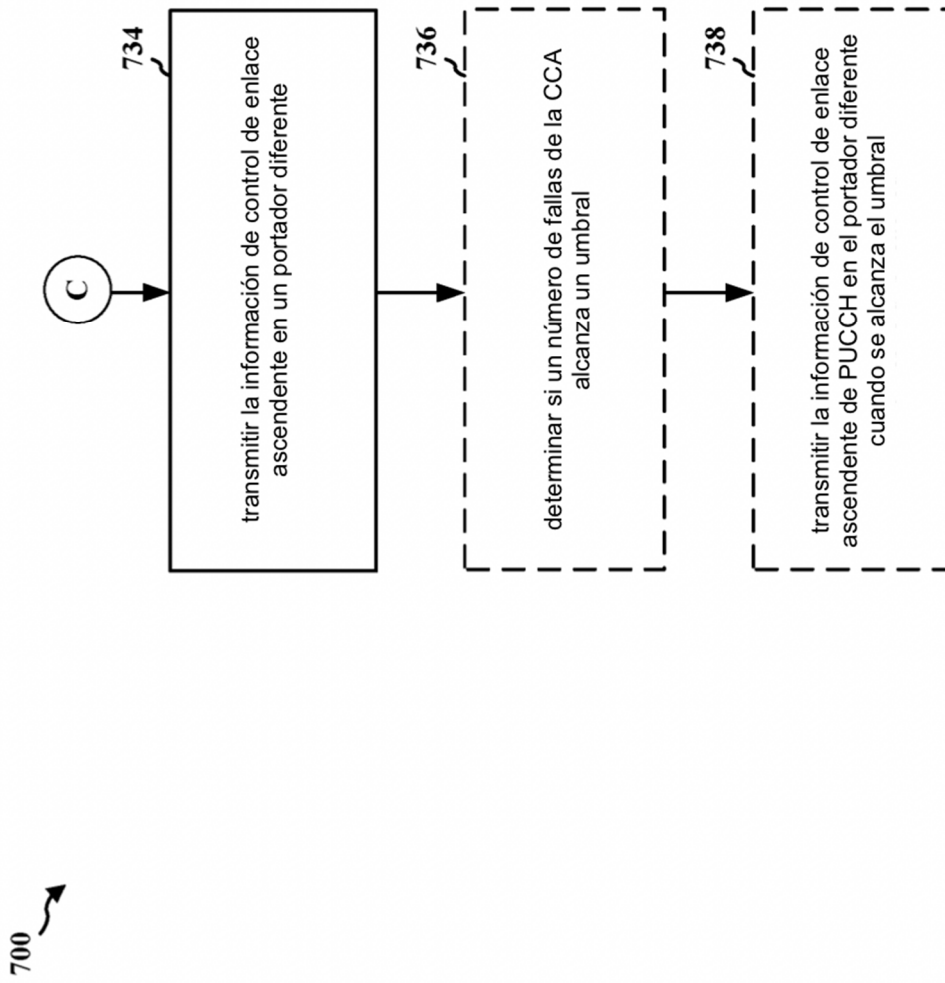 700
C
734
transmitir la información de control de enlace
ascendente en un portador diferente
736
determinar si un número de fallas de la CCA
alcanza un umbral
738
transmitir la información de control de enlace
ascendente de PUCCH en el portador diferente
cuando se alcanza el umbral